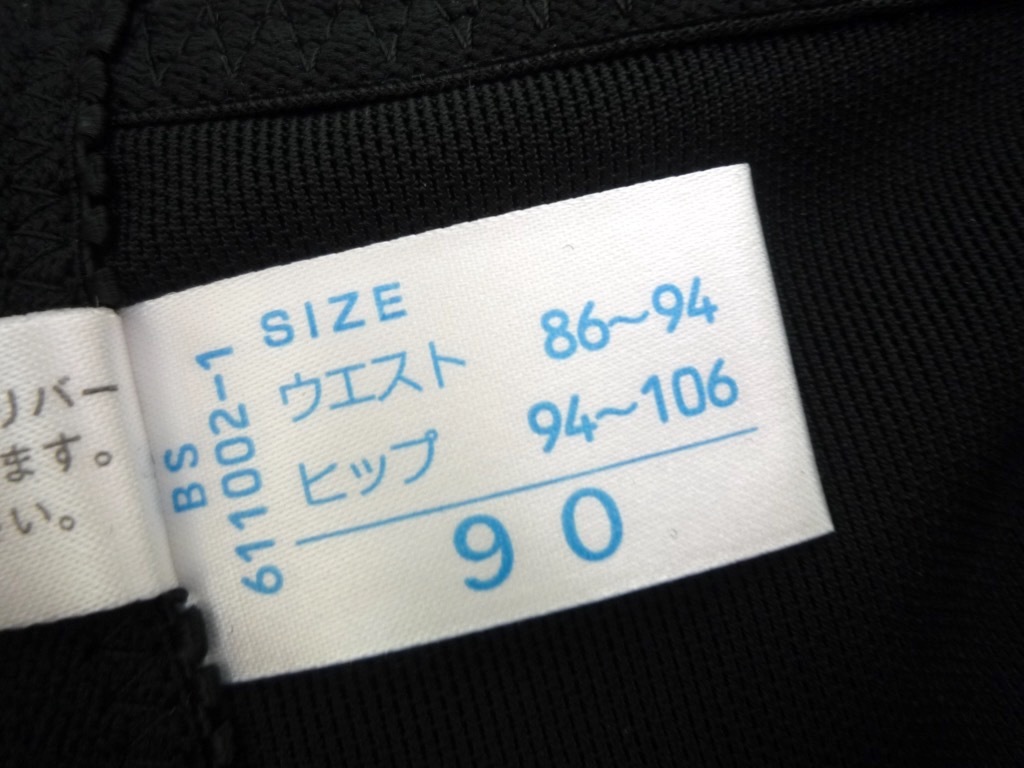 リバー
ます。
い。
BS
611002-1
SIZE
ウエスト 86~94
ヒップ 94~106
90